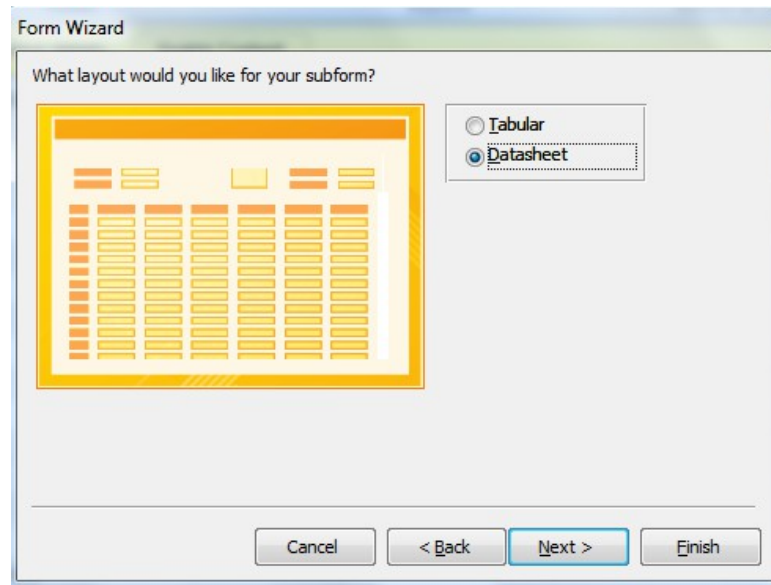 Form Wizard
What layout would you like for your subform?
Tabular
Datasheet
Cancel
< Back
Next >
Finish